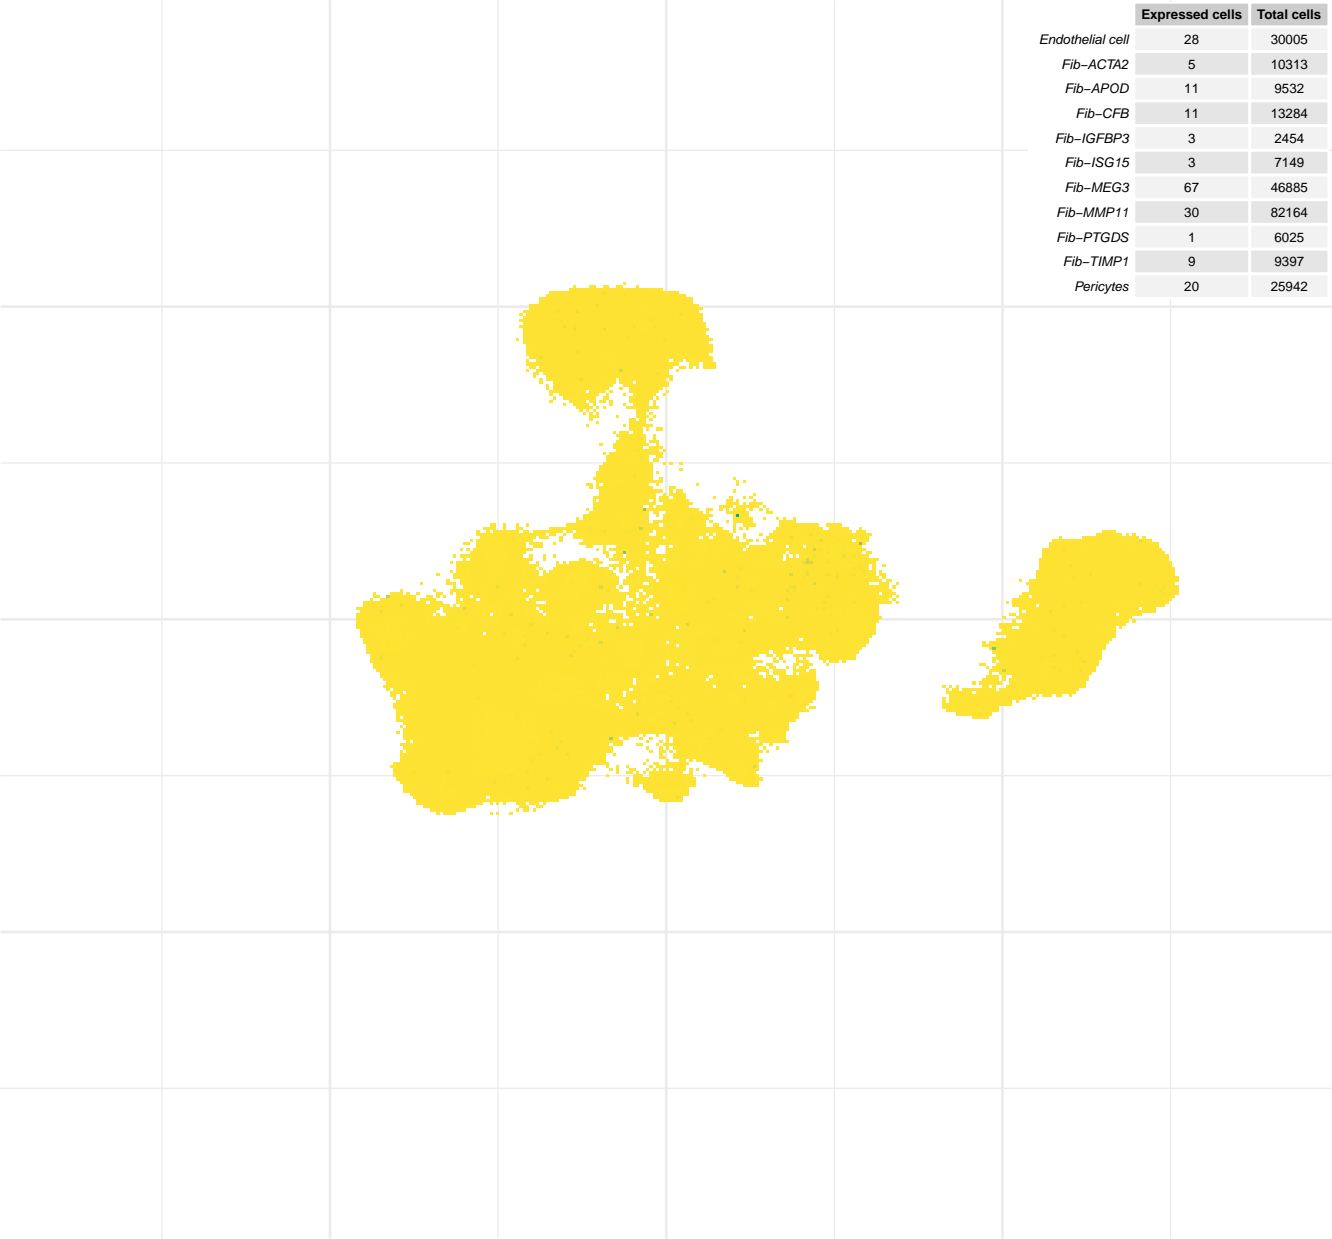 Expressed cells Total cells
Endothelial cell 28 30005
Fib−ACTA2 5 10313
Fib−APOD 11 9532
Fib−CFB 11 13284
Fib−IGFBP3 3 2454
Fib−ISG15 3 7149
Fib−MEG3 67 46885
Fib−MMP11 30 82164
Fib−PTGDS 1 6025
Fib−TIMP1 9 9397
Pericytes 20 25942